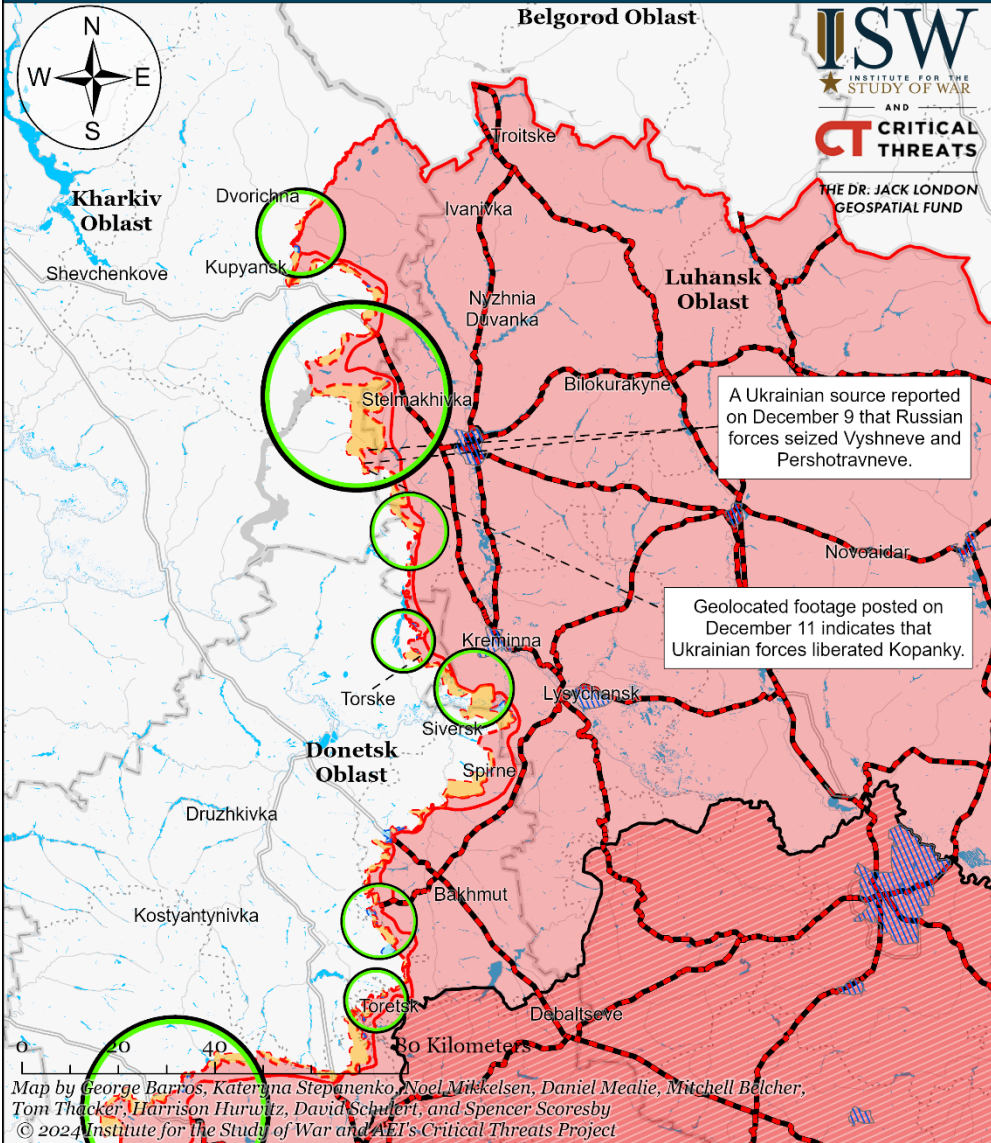 Belgorod Oblast
N
W
E
S
ISW
INSTITUTE FOR THE
STUDY OF WAR
AND
CT CRITICAL
THREATS
THE DR. JACK LONDON
GEOSPATIAL FUND
Troitske
Dvorichna
Kharkiv
Oblast
Ivanivka
Shevchenkove
Kupyansk
Luhansk
Oblast
Nyzhnia
Duvanka
Bilokurakyne
Stelmakhivka
A Ukrainian source reported
on December 9 that Russian
forces seized Vyshneve and
Pershotravneve.
Novoaidar
Geolocated footage posted on
December 11 indicates that
Ukrainian forces liberated Kopanky.
Kreminna
Torske
Lysychansk
Siversk
Donetsk
Oblast
Spirne
Druzhkivka
Bakhmut
Kostyantynivka
Toretsk
Debaltseve
0
20
40
80 Kilometers
Map by George Barros, Kateryna Stepanenko, Noel Mikkelsen, Daniel Mealie, Mitchell Belcher,
Tom Thacker, Harrison Hurwitz, David Schulert, and Spencer Scoresby
© 2024 Institute for the Study of War and AEI's Critical Threats Project